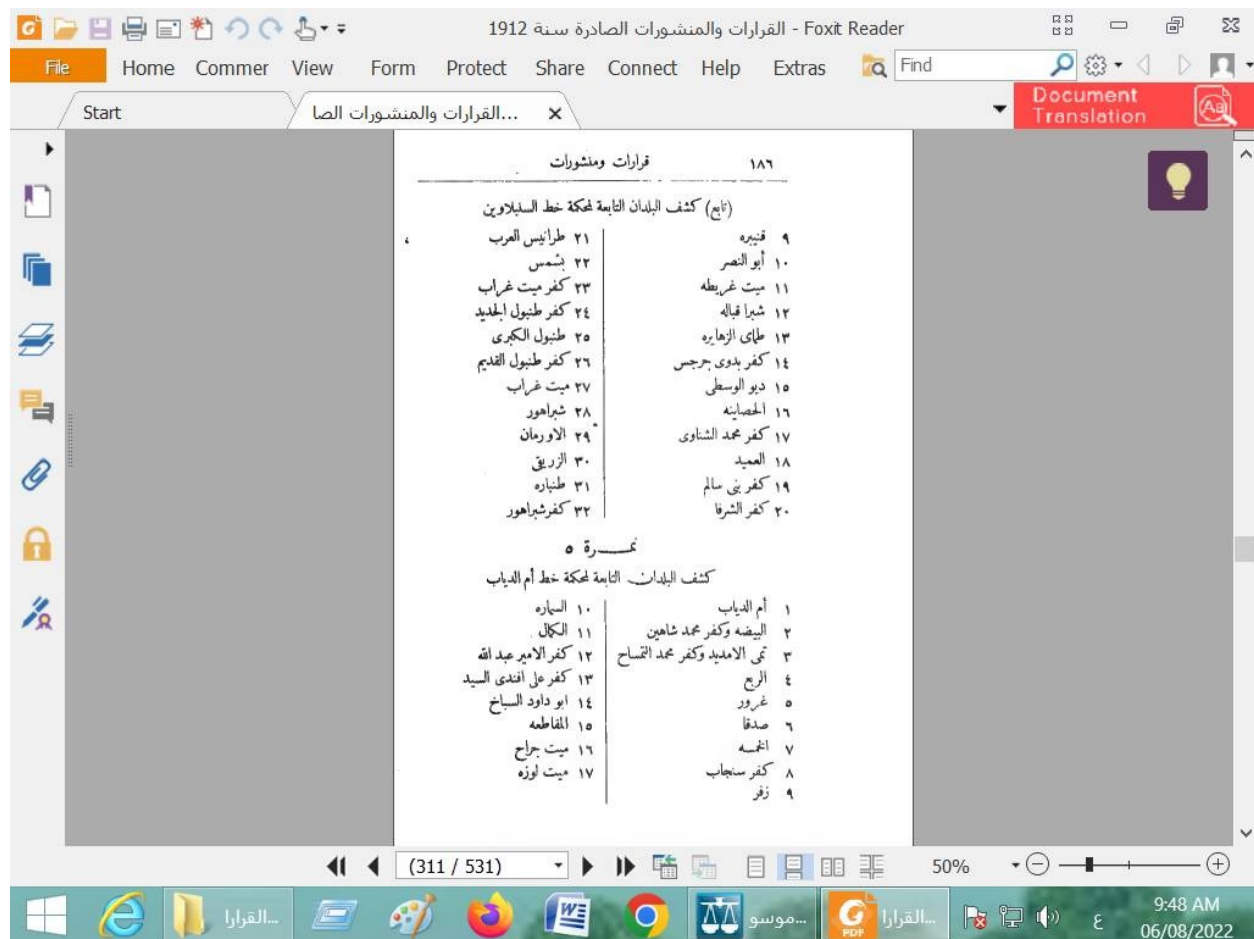 القرارات والمنشورات الصادرة سنة 1912 - Foxit Reader
File Home Commer View Form Protect Share Connect Help Extras Find
Start القرارات والمنشورات الصا...
Document
Translation
١٨٦ قرارات ومنشورات
(تابع) كشف البلدان التابعة لمحكمة خط السنبلاوين
٩ قنيبره
١٠ أبو النصر
١١ ميت غريطه
١٢ شبرا قباله
١٣ طماى الزهايره
١٤ كفر بدوى جرجس
١٥ ديو الوسطى
١٦ الحصاينه
١٧ كفر محمد الشناوى
١٨ العميد
١٩ كفر بنى سالم
٢٠ كفر الشرفا
٢١ طرانيس العرب
٢٢ بشمس
٢٣ كفر ميت غراب
٢٤ كفر طنبول الجديد
٢٥ طنبول الكبرى
٢٦ كفر طنبول القديم
٢٧ ميت غراب
٢٨ شبراهور
٢٩ الاورمان
٣٠ الزريق
٣١ طنباره
٣٢ كفرشبراهور
نمـــرة ٥
كشف البلدان التابعة لمحكمة خط أم الدياب
١ أم الدياب
٢ البيضه وكفر محمد شاهين
٣ تمى الامديد وكفر محمد التمساح
٤ الربع
٥ غرور
٦ صدقا
٧ الخمسه
٨ كفر سنجاب
٩ زفر
١٠ السماره
١١ الكمال
١٢ كفر الامير عبد الله
١٣ كفر على افندى السيد
١٤ ابو داود السباخ
١٥ المقاطعه
١٦ ميت جراح
١٧ ميت لوزه
(311 / 531) 50%
القرارا... موسو... القرارا... ع 9:48 AM
06/08/2022